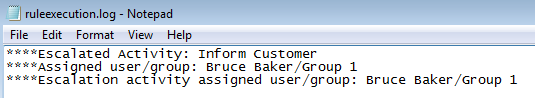 ruleexecution.log - Notepad
File Edit Format View Help
****Escalated Activity: Inform Customer
****Assigned user/group: Bruce Baker/Group 1
****Escalation activity assigned user/group: Bruce Baker/Group 1